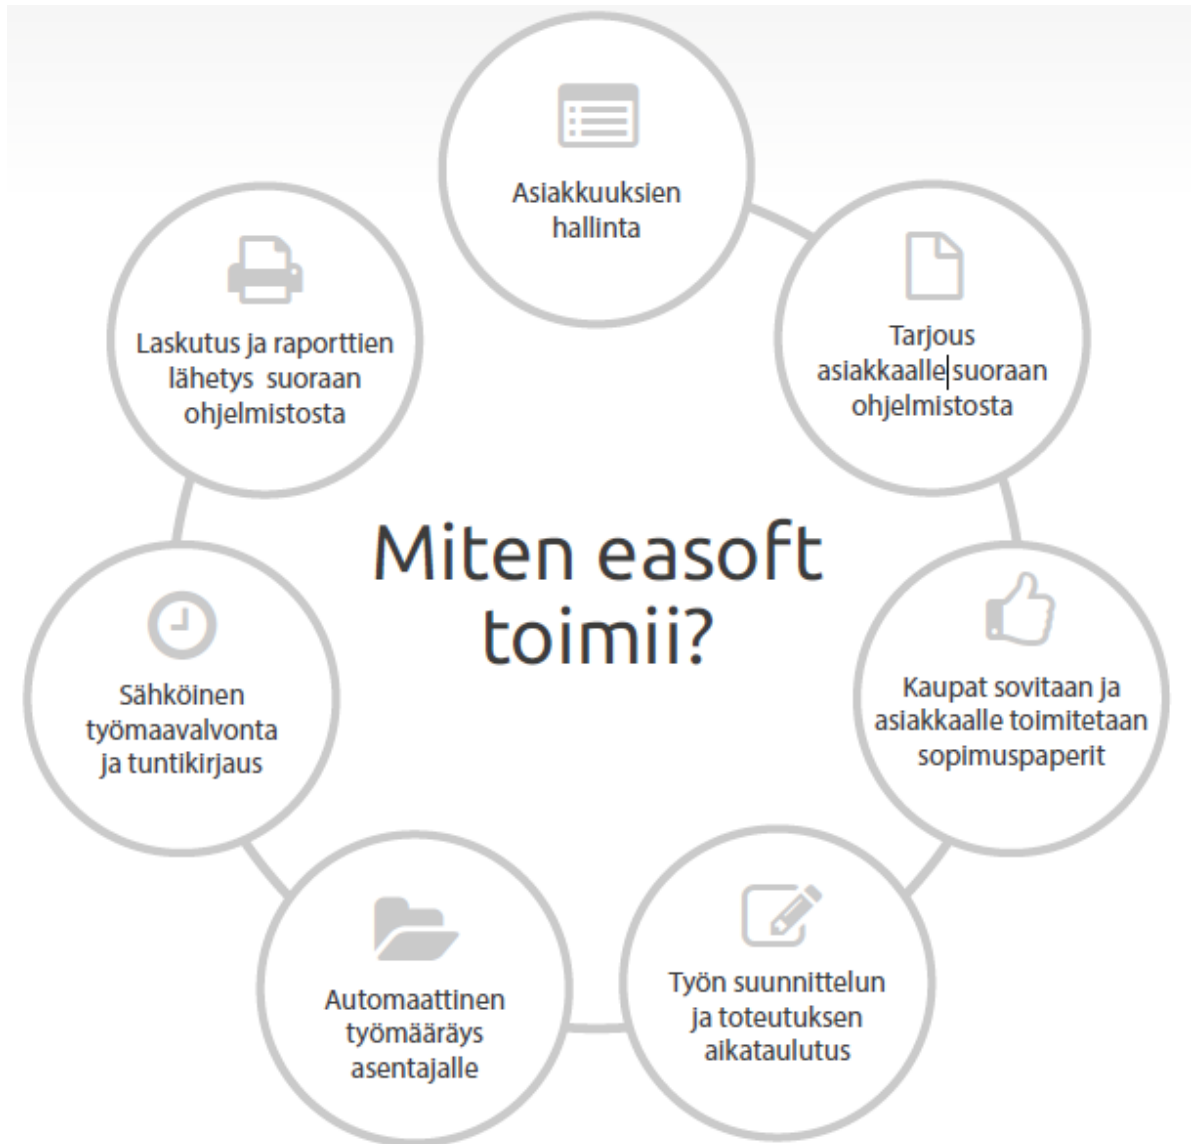 Asiakkuuksien
hallinta
Tarjous
asiakkaalle suoraan
ohjelmistosta
Kaupat sovitaan ja
asiakkaalle toimitetaan
sopimuspaperit
Työn suunnittelun
ja toteutuksen
aikataulutus
Automaattinen
työmääräys
asentajalle
Sähköinen
työmaavalvonta
ja tuntikirjaus
Laskutus ja raporttien
lähetys suoraan
ohjelmistosta
Miten easoft
toimii?